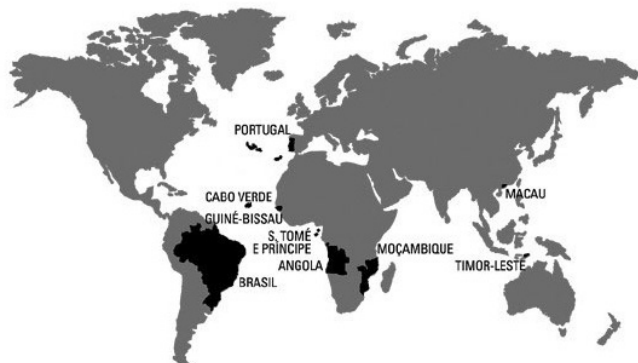 PORTUGAL
CABO VERDE
GUINÉ-BISSAU
S. TOMÉ
E PRÍNCIPE
ANGOLA
MOÇAMBIQUE
BRASIL
MACAU
TIMOR-LESTE